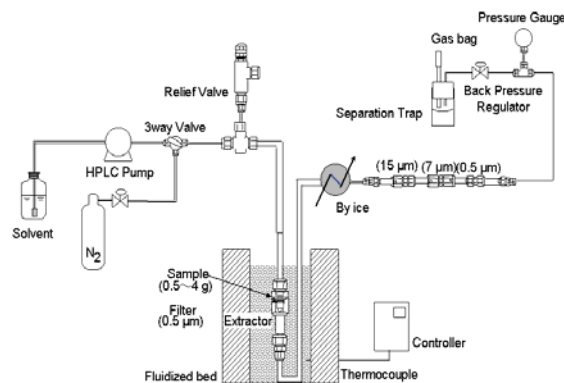 Pressure Gauge
Gas bag
Relief Valve
Back Pressure
Regulator
Separation Trap
3way Valve
HPLC Pump
(15 μm) (7 μm)(0.5 μm)
By ice
Solvent
N2
Sample
(0.5~4 g)
Filter
(0.5 μm)
Extractor
Controller
Fluidized bed
Thermocouple